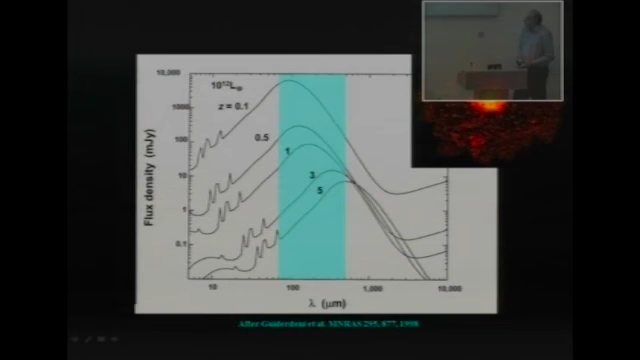 10,000
10¹²L⊙
1000
z = 0.1
100
0.5
1
10
3
5
1
0.1
Flux density (mJy)
10
100
1,000
10,000
λ (µm)
After Guiderdoni et al. MNRAS 295, 877, 1998